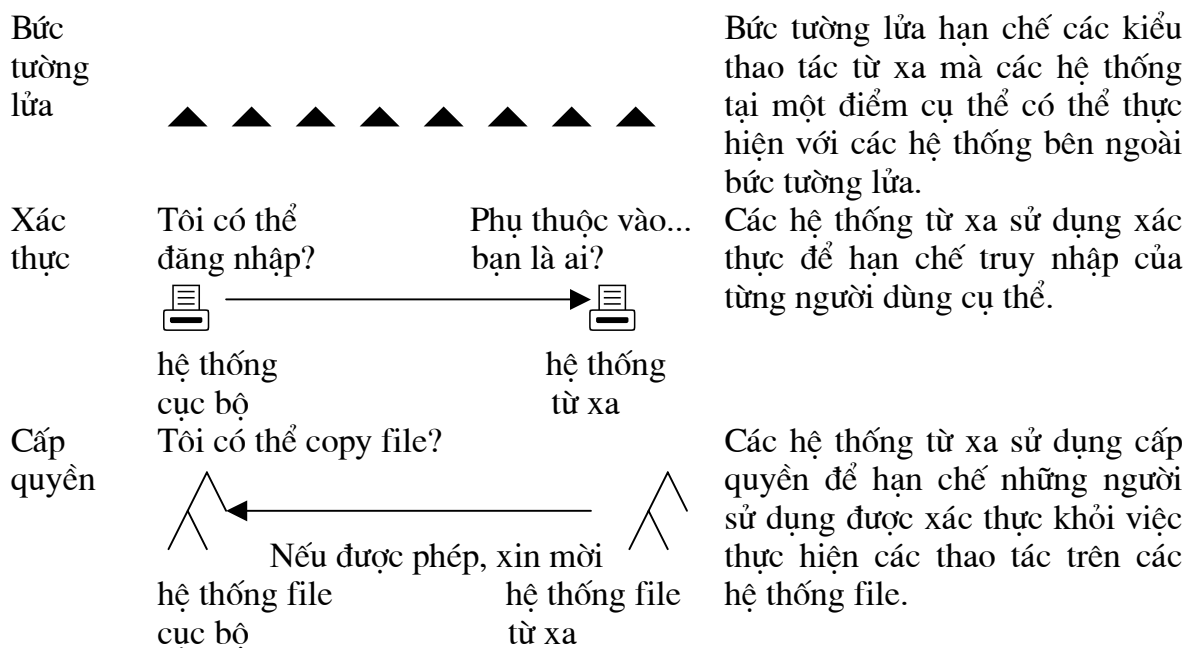 Bức
tường
lửa
Bức tường lửa hạn chế các kiểu
thao tác từ xa mà các hệ thống
tại một điểm cụ thể có thể thực
hiện với các hệ thống bên ngoài
bức tường lửa.
Xác
thực
Tôi có thể
đăng nhập?
Phụ thuộc vào...
bạn là ai?
hệ thống
cục bộ
hệ thống
từ xa
Các hệ thống từ xa sử dụng xác
thực để hạn chế truy nhập của
từng người dùng cụ thể.
Cấp
quyền
Tôi có thể copy file?
Nếu được phép, xin mời
hệ thống file
cục bộ
hệ thống file
từ xa
Các hệ thống từ xa sử dụng cấp
quyền để hạn chế những người
sử dụng được xác thực khỏi việc
thực hiện các thao tác trên các
hệ thống file.